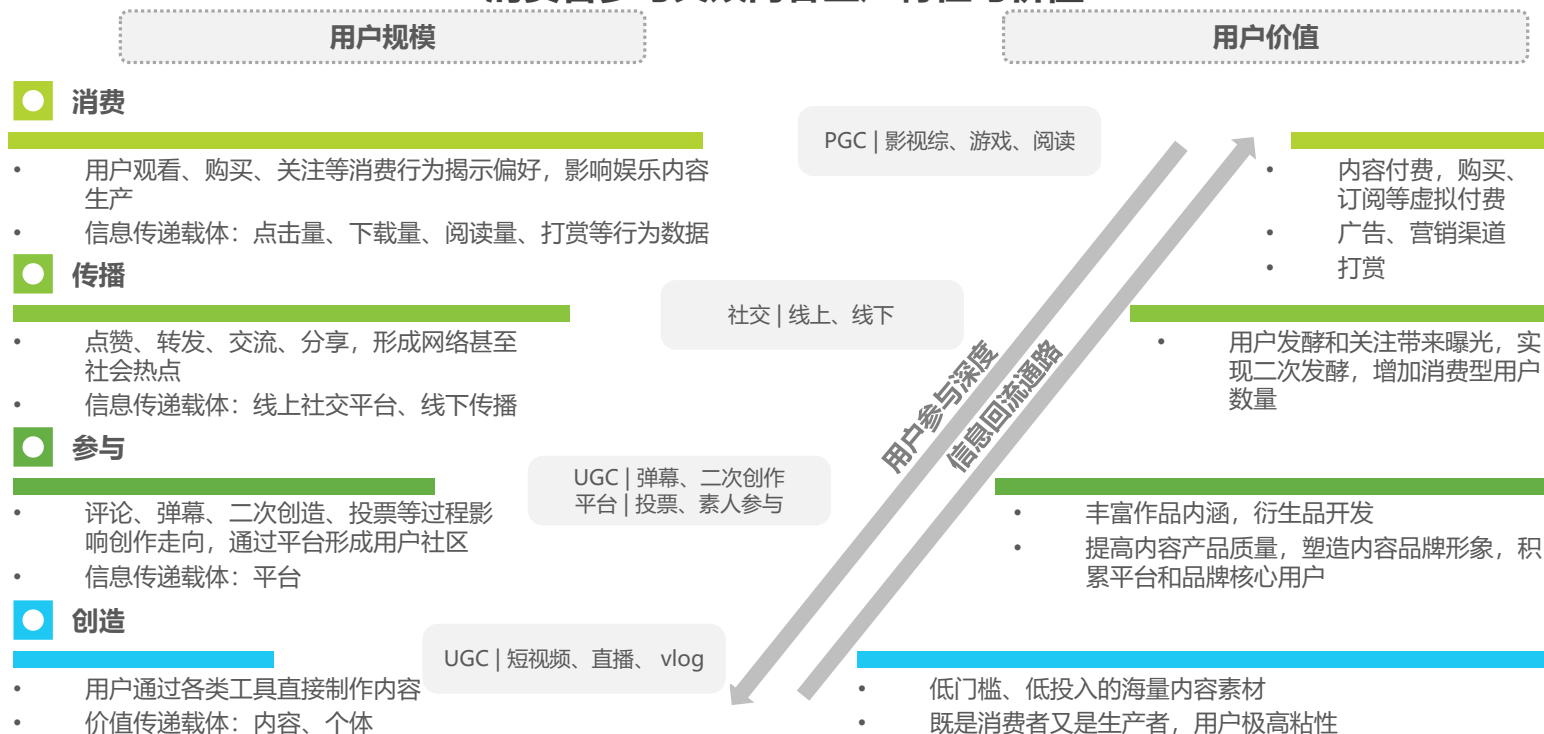 用户规模
用户价值
消费
PGC | 影视综、游戏、阅读
• 用户观看、购买、关注等消费行为揭示偏好，影响娱乐内容
生产
• 信息传递载体：点击量、下载量、阅读量、打赏等行为数据
• 内容付费，购买、
订阅等虚拟付费
• 广告、营销渠道
• 打赏
传播
社交 | 线上、线下
• 点赞、转发、交流、分享，形成网络甚至
社会热点
• 信息传递载体：线上社交平台、线下传播
用户参与深度
信息回流通路
• 用户发酵和关注带来曝光，实
现二次发酵，增加消费型用户
数量
参与
UGC | 弹幕、二次创作
平台 | 投票、素人参与
• 评论、弹幕、二次创造、投票等过程影
响创作走向，通过平台形成用户社区
• 信息传递载体：平台
• 丰富作品内涵，衍生品开发
• 提高内容产品质量，塑造内容品牌形象，积
累平台和品牌核心用户
创造
UGC | 短视频、直播、 vlog
• 用户通过各类工具直接制作内容
• 价值传递载体：内容、个体
• 低门槛、低投入的海量内容素材
• 既是消费者又是生产者，用户极高粘性